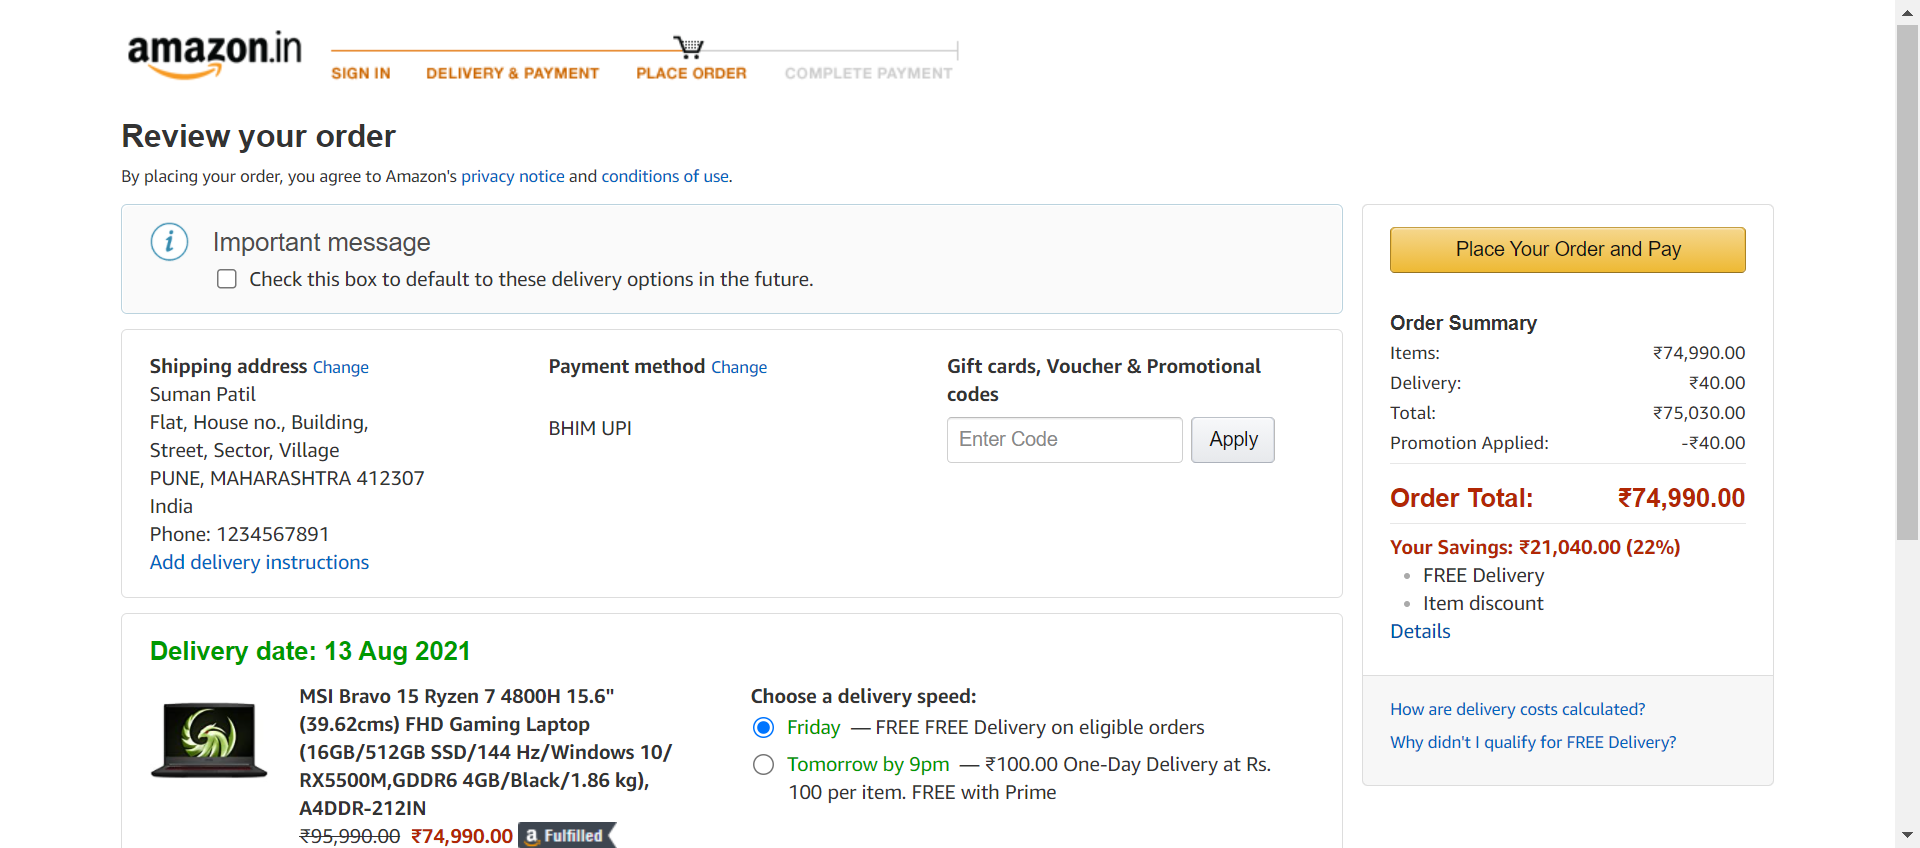 amazon.in
SIGN IN DELIVERY & PAYMENT PLACE ORDER COMPLETE PAYMENT
Review your order
By placing your order, you agree to Amazon's privacy notice and conditions of use.
Important message
Check this box to default to these delivery options in the future.
Shipping address Change
Suman Patil
Flat, House no., Building,
Street, Sector, Village
PUNE, MAHARASHTRA 412307
India
Phone: 1234567891
Add delivery instructions
Payment method Change
BHIM UPI
Gift cards, Voucher & Promotional
codes
Enter Code Apply
Delivery date: 13 Aug 2021
MSI Bravo 15 Ryzen 7 4800H 15.6"
(39.62cms) FHD Gaming Laptop
(16GB/512GB SSD/144 Hz/Windows 10/
RX5500M,GDDR6 4GB/Black/1.86 kg),
A4DDR-212IN
₹95,990.00 ₹74,990.00 a Fulfilled
Choose a delivery speed:
Friday — FREE FREE Delivery on eligible orders
Tomorrow by 9pm — ₹100.00 One-Day Delivery at Rs.
100 per item. FREE with Prime
Place Your Order and Pay
Order Summary
Items: ₹74,990.00
Delivery: ₹40.00
Total: ₹75,030.00
Promotion Applied: -₹40.00
Order Total: ₹74,990.00
Your Savings: ₹21,040.00 (22%)
FREE Delivery
Item discount
Details
How are delivery costs calculated?
Why didn't I qualify for FREE Delivery?